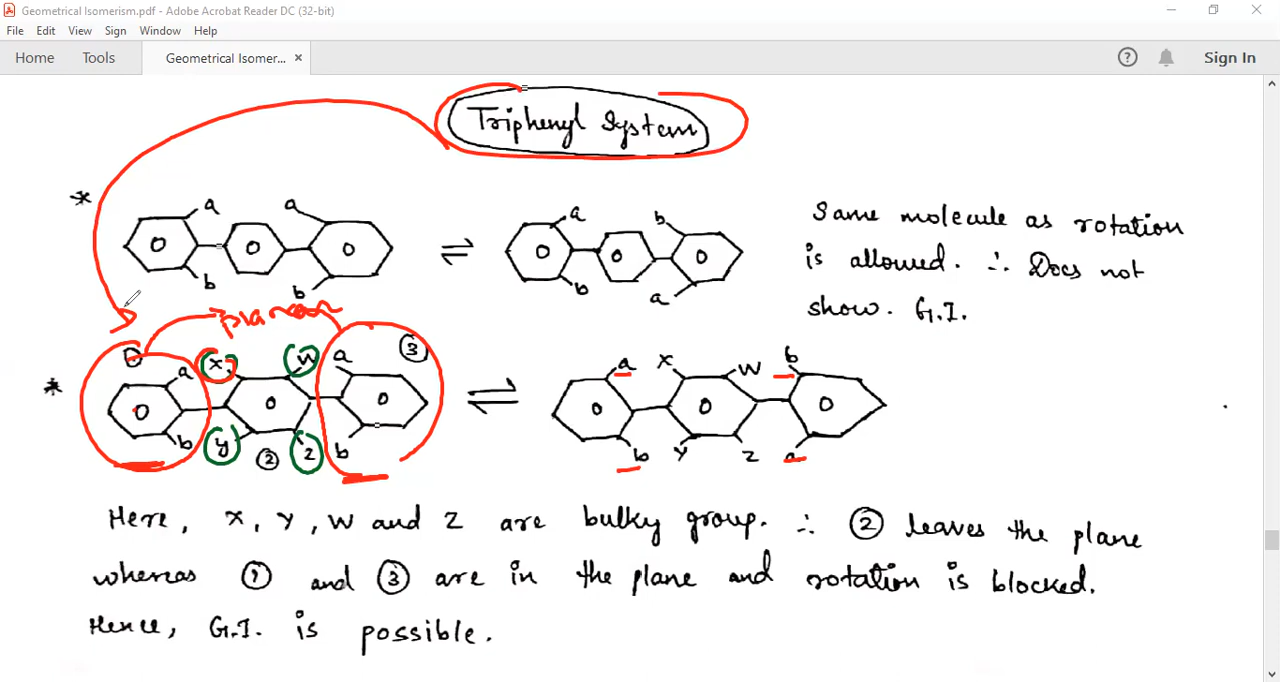 Geometrical Isomerism.pdf - Adobe Acrobat Reader DC (32-bit)
File Edit View Sign Window Help
Home Tools Geometrical Isomer... × Sign In
Triphenyl System
* a a a b
b b b a
Same molecule as rotation
is allowed. ∴ Does not
show. G.I.
planar
* 1 a x w a 3 a x w b
b y 2 z b b y z a
Here, x, y, w and z are bulky group. ∴ ② leaves the plane
whereas ① and ③ are in the plane and rotation is blocked.
Hence, G.I. is possible.